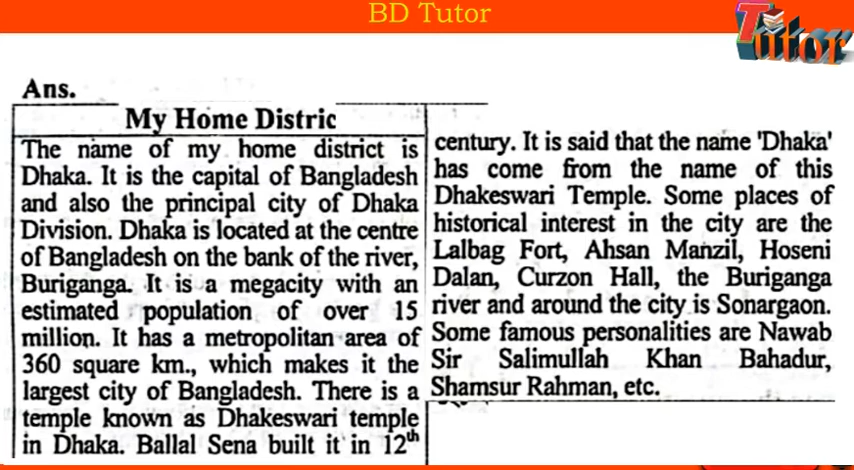 BD Tutor
Tutor
Ans.
My Home Distric
The name of my home district is
Dhaka. It is the capital of Bangladesh
and also the principal city of Dhaka
Division. Dhaka is located at the centre
of Bangladesh on the bank of the river,
Buriganga. It is a megacity with an
estimated population of over 15
million. It has a metropolitan area of
360 square km., which makes it the
largest city of Bangladesh. There is a
temple known as Dhakeswari temple
in Dhaka. Ballal Sena built it in 12th
century. It is said that the name 'Dhaka'
has come from the name of this
Dhakeswari Temple. Some places of
historical interest in the city are the
Lalbag Fort, Ahsan Manzil, Hoseni
Dalan, Curzon Hall, the Buriganga
river and around the city is Sonargaon.
Some famous personalities are Nawab
Sir Salimullah Khan Bahadur,
Shamsur Rahman, etc.